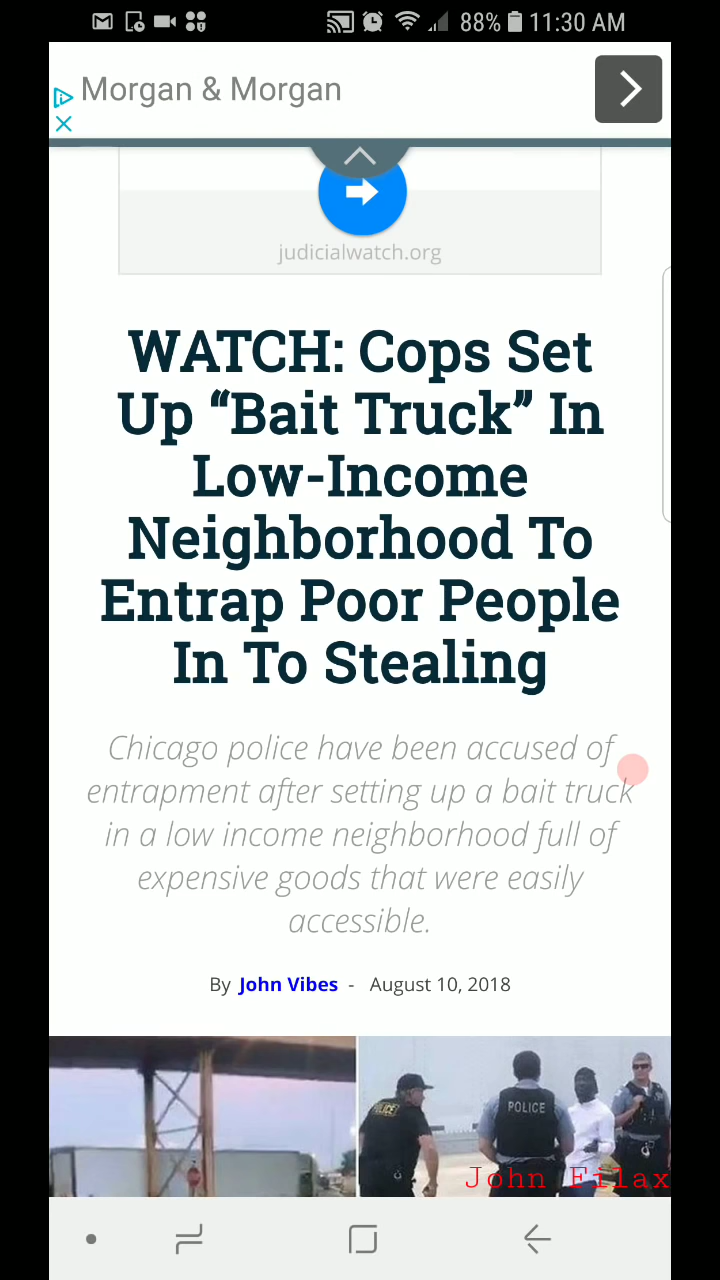 88% 11:30 AM
Morgan & Morgan
judicialwatch.org
WATCH: Cops Set
Up “Bait Truck” In
Low-Income
Neighborhood To
Entrap Poor People
In To Stealing
Chicago police have been accused of
entrapment after setting up a bait truck
in a low income neighborhood full of
expensive goods that were easily
accessible.
By John Vibes - August 10, 2018
POLICE
POLICE
John Filax